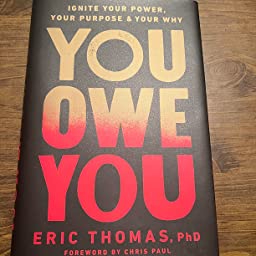 IGNITE YOUR POWER,
YOUR PURPOSE & YOUR WHY
YOU
OWE
YOU
ERIC THOMAS, PhD
FOREWORD BY CHRIS PAUL